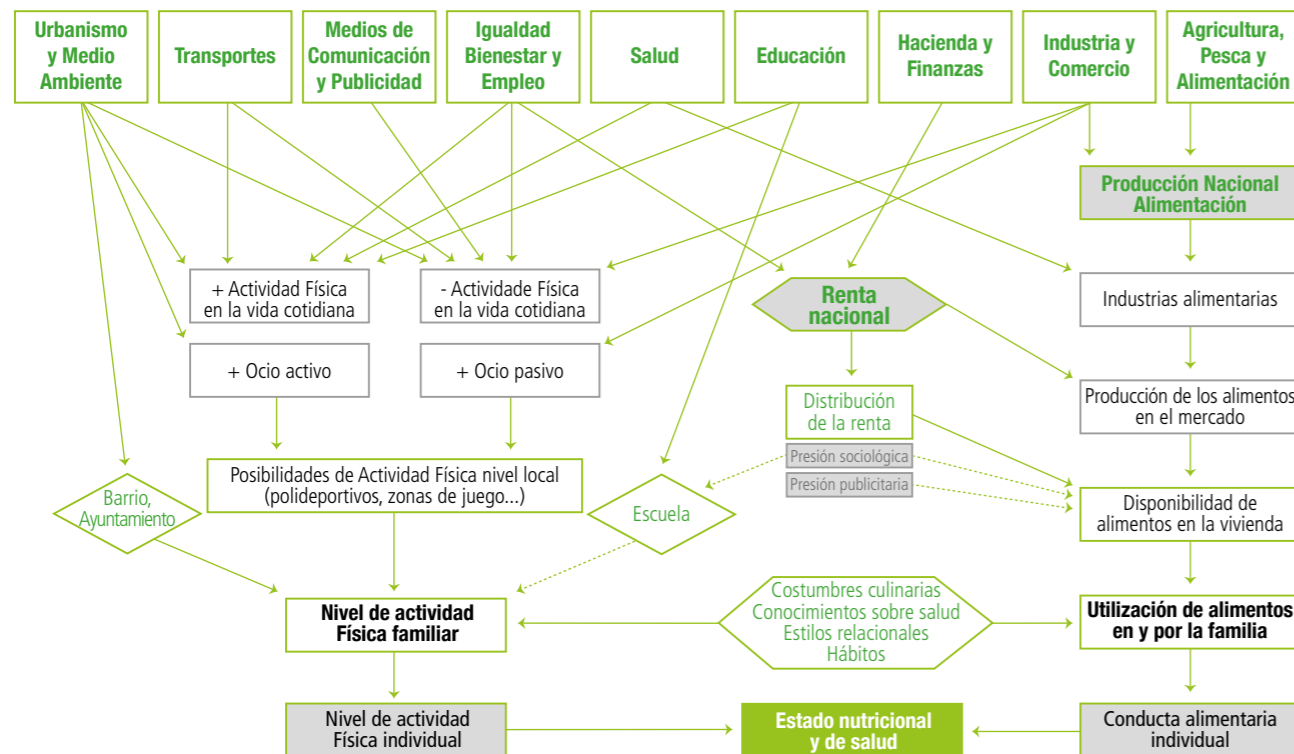 Urbanismo
y Medio
Ambiente
Transportes
Medios de
Comunicación
y Publicidad
Igualdad
Bienestar y
Empleo
Salud
Educación
Hacienda y
Finanzas
Industria y
Comercio
Agricultura,
Pesca y
Alimentación
Producción Nacional
Alimentación
+ Actividad Física
en la vida cotidiana
- Actividade Física
en la vida cotidiana
Renta
nacional
Industrias alimentarias
+ Ocio activo
+ Ocio pasivo
Distribución
de la renta
Producción de los alimentos
en el mercado
Presión sociológica
Presión publicitaria
Barrio,
Ayuntamiento
Posibilidades de Actividad Física nivel local
(polideportivos, zonas de juego...)
Escuela
Disponibilidad de
alimentos en la vivienda
Nivel de actividad
Física familiar
Costumbres culinarias
Conocimientos sobre salud
Estilos relacionales
Hábitos
Utilización de alimentos
en y por la familia
Nivel de actividad
Física individual
Estado nutricional
y de salud
Conducta alimentaria
individual